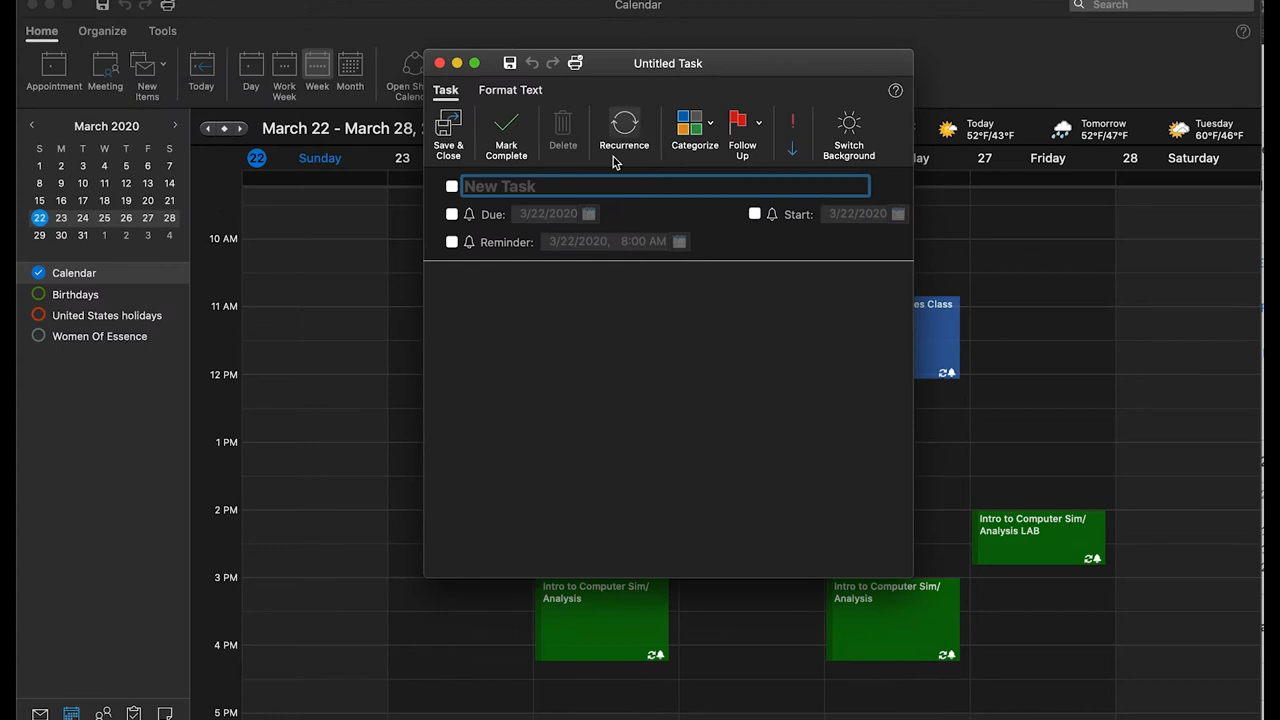 Calendar
Search
Home Organize Tools
Appointment Meeting New Items Today Day Work Week Week Month Open Sh
Calen
Untitled Task
Task Format Text
Save & Close Mark Complete Delete Recurrence Categorize Follow Up Switch Background
New Task
Due: 3/22/2020 Start: 3/22/2020
Reminder: 3/22/2020, 8:00 AM
March 2020
S M T W T F S
1 2 3 4 5 6 7
8 9 10 11 12 13 14
15 16 17 18 19 20 21
22 23 24 25 26 27 28
29 30 31 1 2 3 4
Calendar
Birthdays
United States holidays
Women Of Essence
March 22 - March 28,
Today
52°F/43°F
Tomorrow
52°F/47°F
Tuesday
60°F/46°F
22 Sunday 23 ay 27 Friday 28 Saturday
10 AM
11 AM
12 PM
1 PM
2 PM
3 PM
4 PM
5 PM
es Class
Intro to Computer Sim/
Analysis LAB
Intro to Computer Sim/
Analysis
Intro to Computer Sim/
Analysis